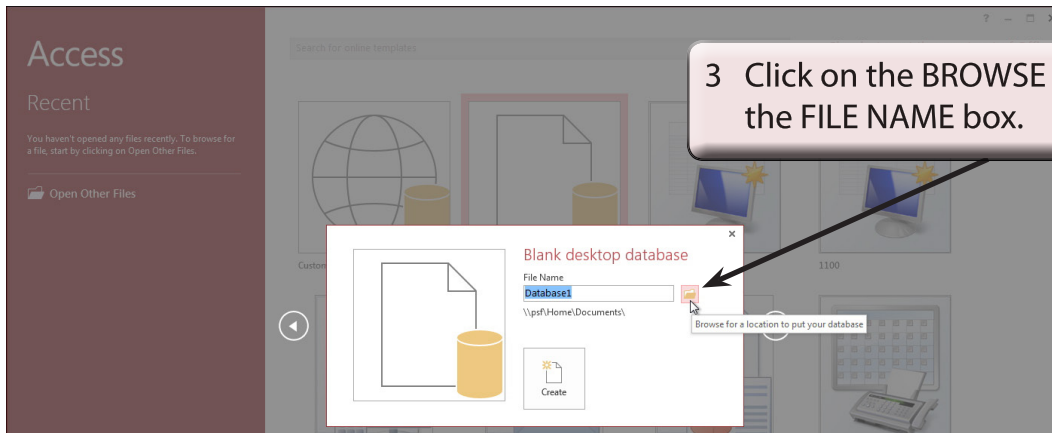 ?
Access
Search for online templates
3 Click on the BROWSE
the FILE NAME box.
Recent
You haven't opened any files recently. To browse for
a file, start by clicking on Open Other Files.
Open Other Files
Custom
1100
Blank desktop database
File Name
Database1
\\psf\Home\Documents\
Browse for a location to put your database
Create